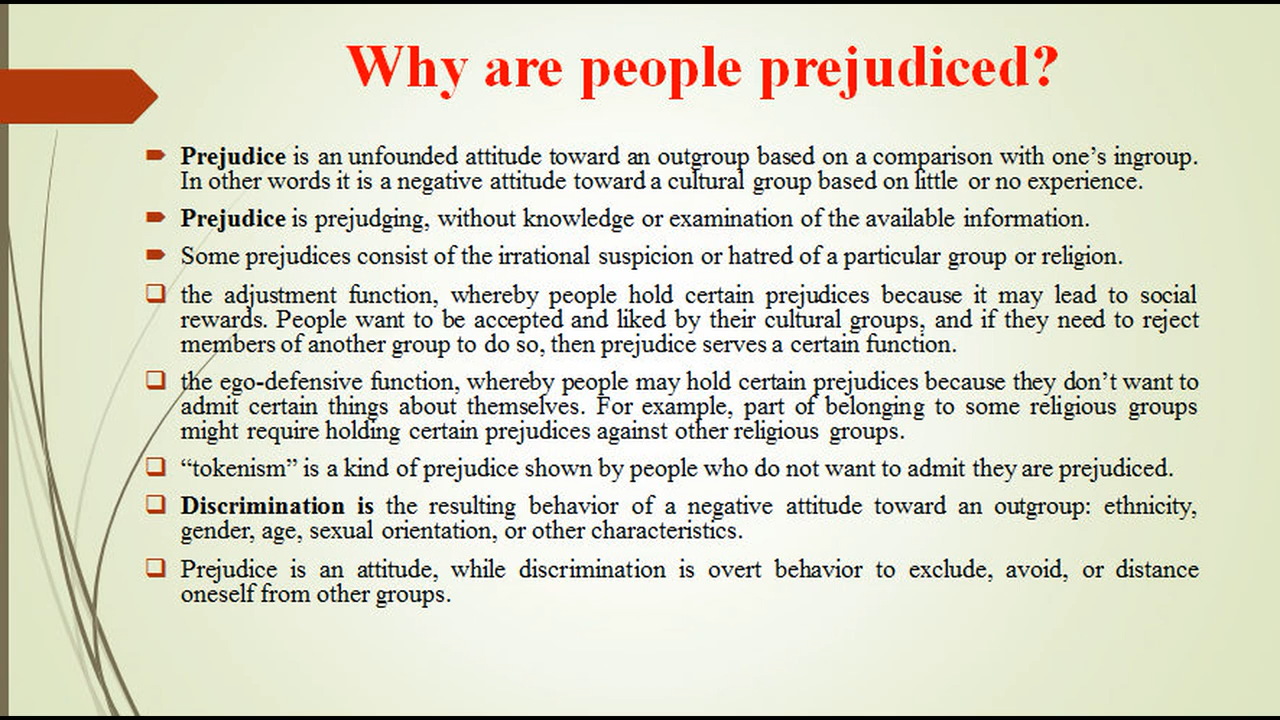 Why are people prejudiced?
Prejudice is an unfounded attitude toward an outgroup based on a comparison with one’s ingroup.
In other words it is a negative attitude toward a cultural group based on little or no experience.
Prejudice is prejudging, without knowledge or examination of the available information.
Some prejudices consist of the irrational suspicion or hatred of a particular group or religion.
the adjustment function, whereby people hold certain prejudices because it may lead to social
rewards. People want to be accepted and liked by their cultural groups, and if they need to reject
members of another group to do so, then prejudice serves a certain function.
the ego-defensive function, whereby people may hold certain prejudices because they don’t want to
admit certain things about themselves. For example, part of belonging to some religious groups
might require holding certain prejudices against other religious groups.
“tokenism” is a kind of prejudice shown by people who do not want to admit they are prejudiced.
Discrimination is the resulting behavior of a negative attitude toward an outgroup: ethnicity,
gender, age, sexual orientation, or other characteristics.
Prejudice is an attitude, while discrimination is overt behavior to exclude, avoid, or distance
oneself from other groups.